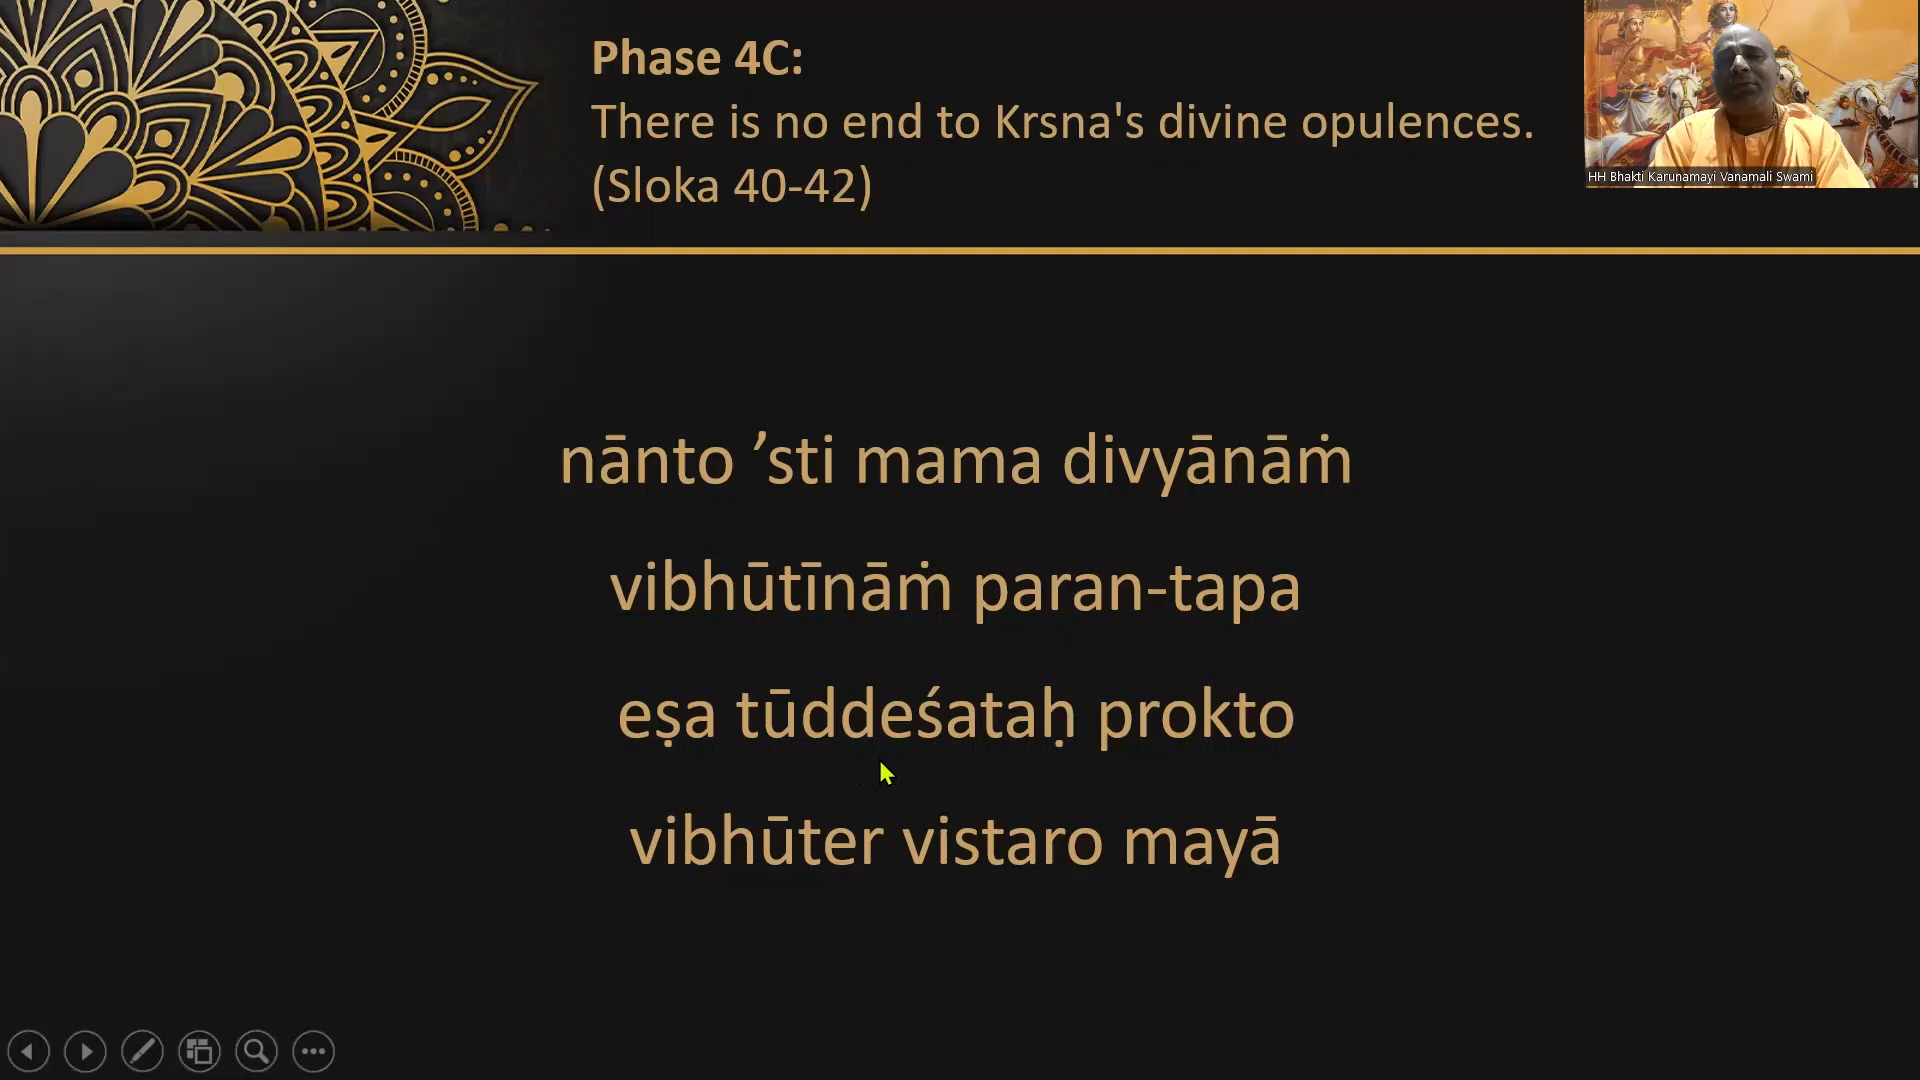 Phase 4C:
There is no end to Krsna's divine opulences.
(Sloka 40-42)
HH Bhakti Karunamayi Vanamali Swami
nānto ’sti mama divyānāṁ
vibhūtīnāṁ paran-tapa
eṣa tūddeśataḥ prokto
vibhūter vistaro mayā